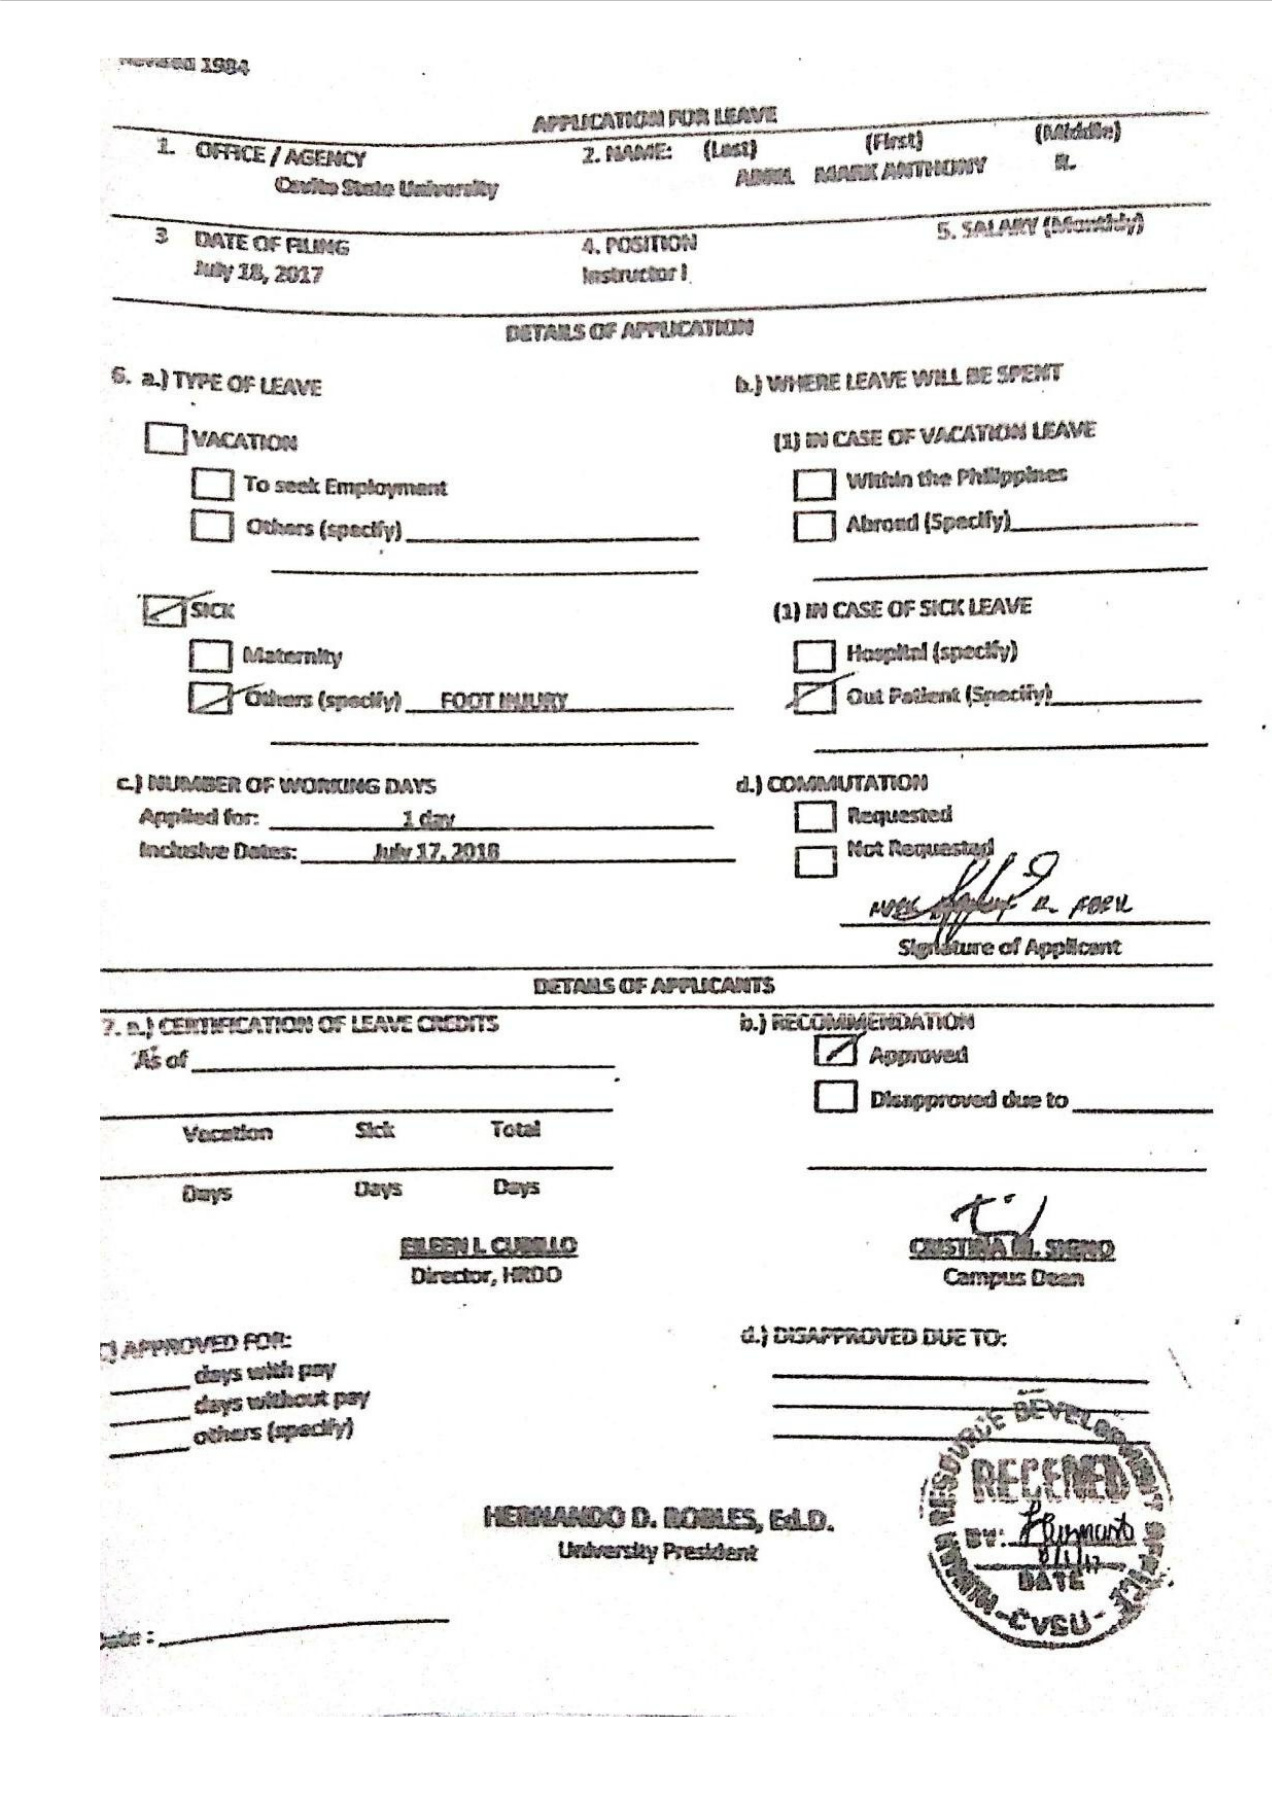 Revised 1984
APPLICATION FOR LEAVE
1. OFFICE / AGENCY 2. NAME: (Last) (First) (Middle)
Cavite State University ABRIL MARK ANTHONY R.
3 DATE OF FILING 4. POSITION 5. SALARY (Monthly)
July 18, 2017 Instructor I
DETAILS OF APPLICATION
6. a.) TYPE OF LEAVE b.) WHERE LEAVE WILL BE SPENT
VACATION (1) IN CASE OF VACATION LEAVE
To seek Employment Within the Philippines
Others (specify) Abroad (Specify)
SICK (1) IN CASE OF SICK LEAVE
Maternity Hospital (specify)
Others (specify) FOOT INJURY Out Patient (Specify)
c.) NUMBER OF WORKING DAYS d.) COMMUTATION
Applied for: 1 day Requested
Inclusive Dates: July 17, 2018 Not Requested
MARK R. ABRIL
Signature of Applicant
DETAILS OF APPLICANTS
7. a.) CERTIFICATION OF LEAVE CREDITS b.) RECOMMENDATION
As of Approved
Disapproved due to
Vacation Sick Total
Days Days Days
EILEEN L. CUBILLO CRISTINA M. SIGNO
Director, HRDO Campus Dean
C) APPROVED FOR: d.) DISAPPROVED DUE TO:
days with pay
days without pay
others (specify)
HUMAN RESOURCE DEVELOPMENT OFFICE
RECEIVED
HERNANDO D. ROBLES, Ed.D.
BY:
University President
DATE
-CVSU-
Date :